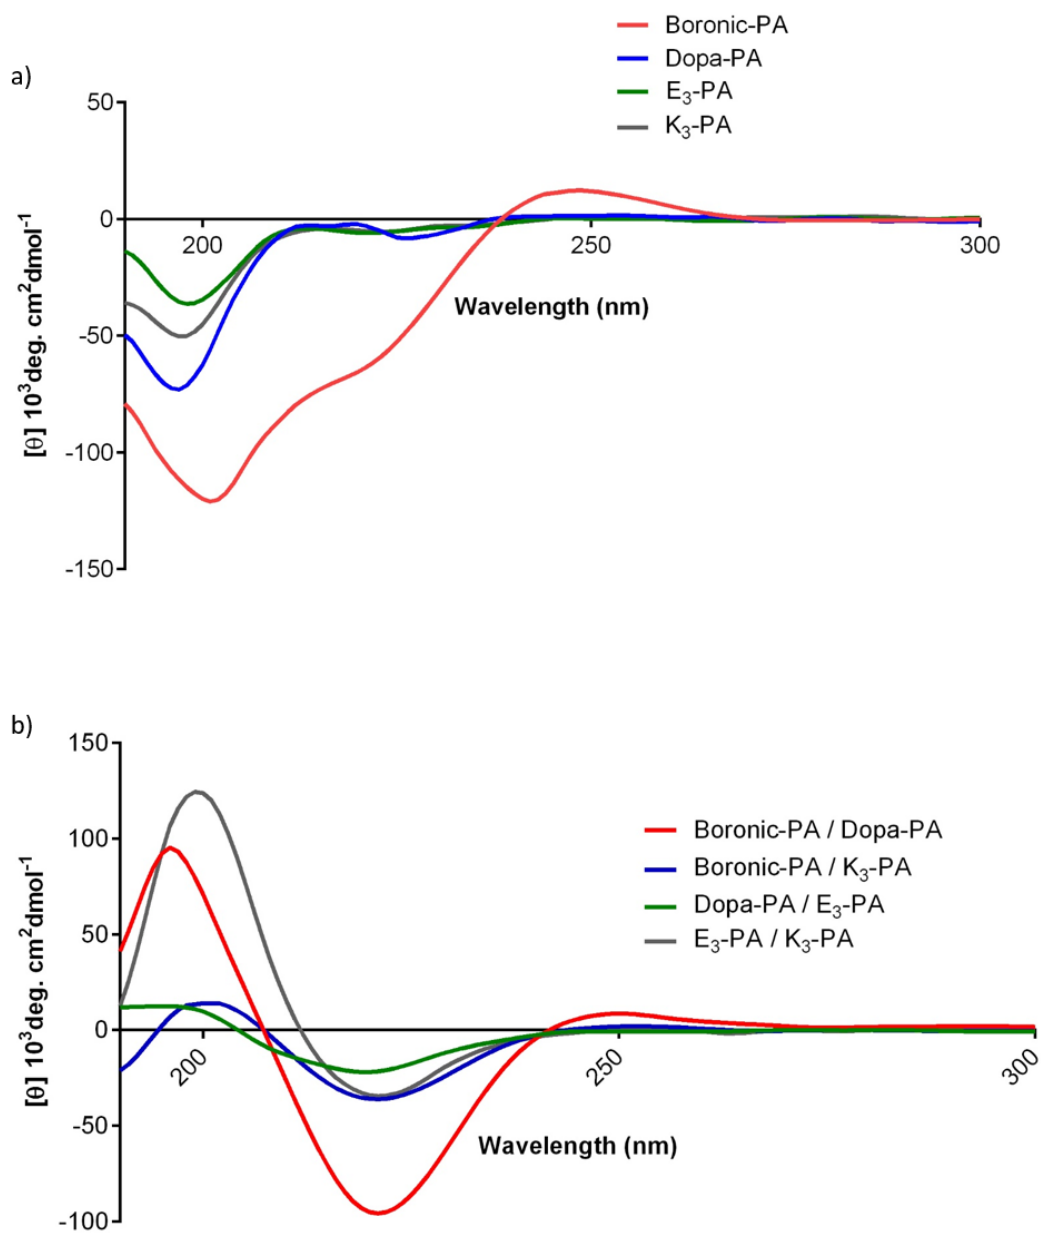 a)
Boronic-PA
Dopa-PA
E₃-PA
K₃-PA
50
0
-50
-100
-150
200
250
300
[θ] 10³deg. cm²dmol⁻¹
Wavelength (nm)
b)
150
100
50
0
-50
-100
200
250
300
[θ] 10³deg. cm²dmol⁻¹
Boronic-PA / Dopa-PA
Boronic-PA / K₃-PA
Dopa-PA / E₃-PA
E₃-PA / K₃-PA
Wavelength (nm)